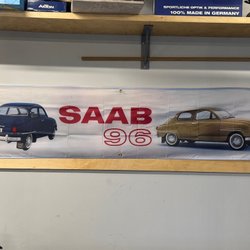 SPORTLICHE OPTIK & PERFORMANCE
100% MADE IN GERMANY
SAAB
96